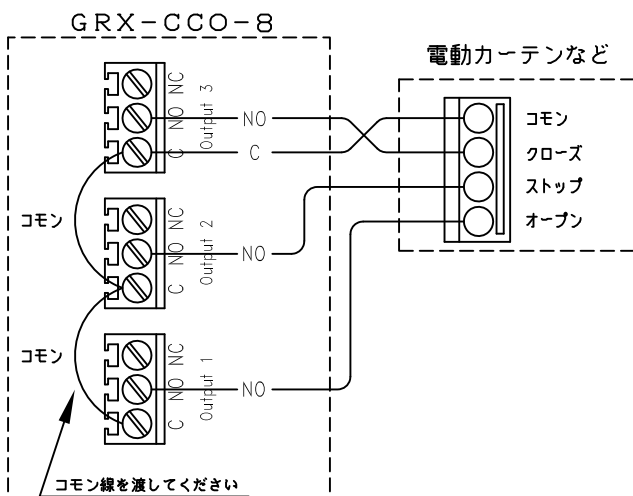 GRX-CCO-8
電動カーテンなど
NC
NO
C
Output 3
NO
C
コモン
クローズ
ストップ
オープン
コモン
NC
NO
C
Output 2
NO
コモン
NC
NO
C
Output 1
NO
コモン線を渡してください